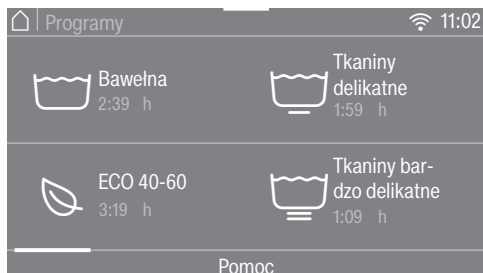 Programy
11:02
Bawełna
2:39 h
Tkaniny
delikatne
1:59 h
ECO 40-60
3:19 h
Tkaniny bar-
dzo delikatne
1:09 h
Pomoc